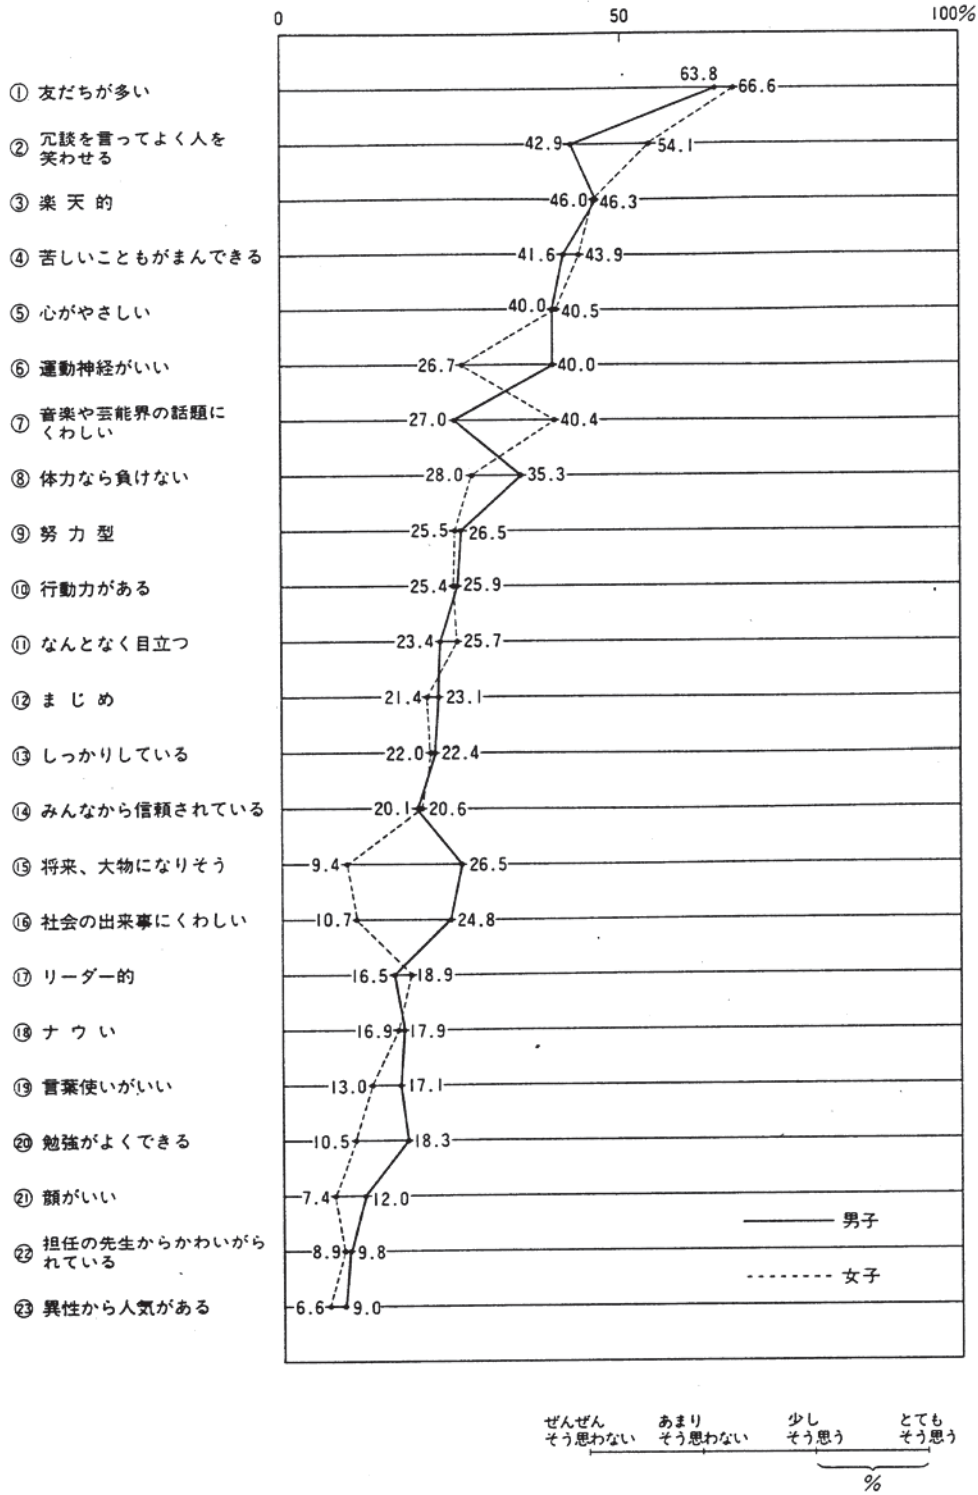 0 50 100%
① 友だちが多い 63.8 66.6
② 冗談を言ってよく人を
笑わせる 42.9 54.1
③ 楽天的 46.0 46.3
④ 苦しいこともがまんできる 41.6 43.9
⑤ 心がやさしい 40.0 40.5
⑥ 運動神経がいい 26.7 40.0
⑦ 音楽や芸能界の話題に
くわしい 27.0 40.4
⑧ 体力なら負けない 28.0 35.3
⑨ 努力型 25.5 26.5
⑩ 行動力がある 25.4 25.9
⑪ なんとなく目立つ 23.4 25.7
⑫ まじめ 21.4 23.1
⑬ しっかりしている 22.0 22.4
⑭ みんなから信頼されている 20.1 20.6
⑮ 将来、大物になりそう 9.4 26.5
⑯ 社会の出来事にくわしい 10.7 24.8
⑰ リーダー的 16.5 18.9
⑱ ナウい 16.9 17.9
⑲ 言葉使いがいい 13.0 17.1
⑳ 勉強がよくできる 10.5 18.3
㉑ 顔がいい 7.4 12.0
男子
㉒ 担任の先生からかわいがら
れている 8.9 9.8
女子
㉓ 異性から人気がある 6.6 9.0
ぜんぜん あまり 少し とても
そう思わない そう思わない そう思う そう思う
%